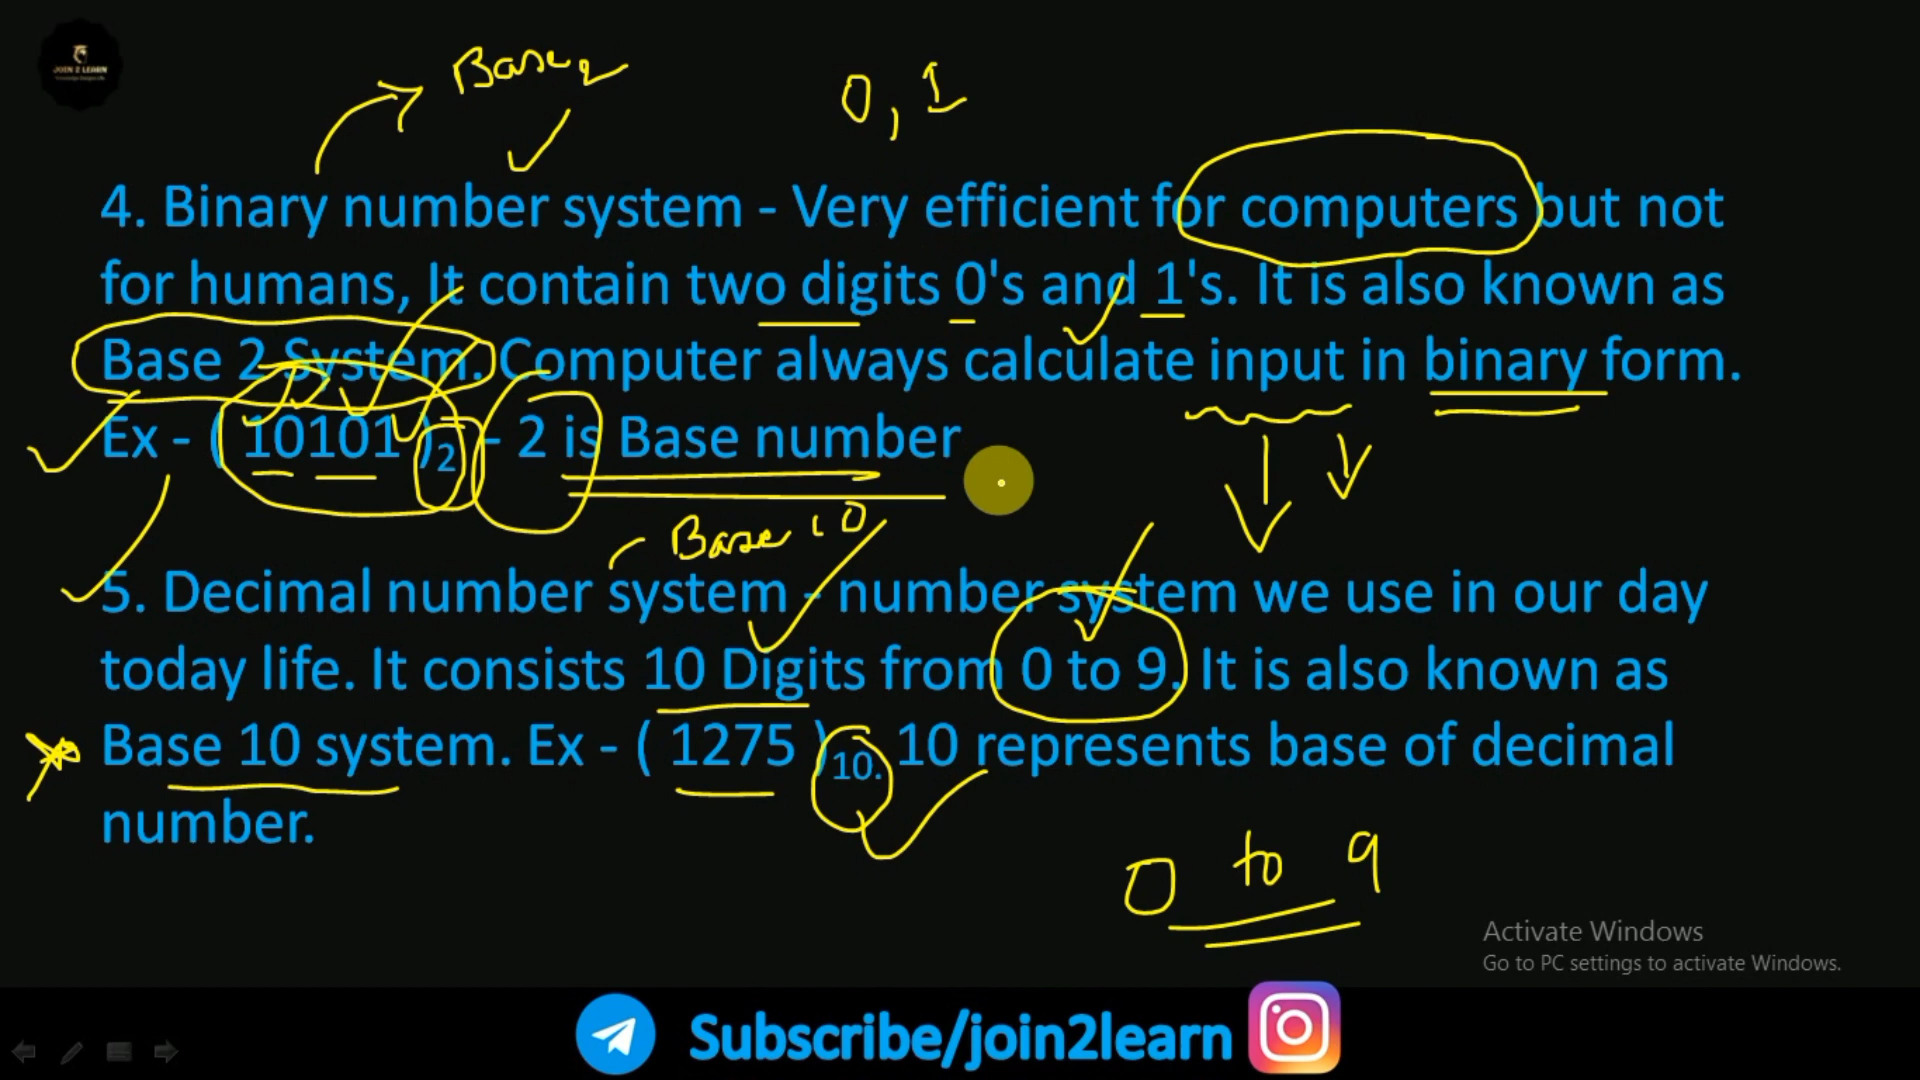 JOIN 2 LEARN
Base 2
0, 1
4. Binary number system - Very efficient for computers but not
for humans, It contain two digits 0's and 1's. It is also known as
Base 2 System. Computer always calculate input in binary form.
Ex - ( 10101 )2 - 2 is Base number
Base 10
5. Decimal number system - number system we use in our day
today life. It consists 10 Digits from 0 to 9. It is also known as
Base 10 system. Ex - ( 1275 )10. 10 represents base of decimal
number.
0 to 9
Activate Windows
Go to PC settings to activate Windows.
Subscribe/join2learn